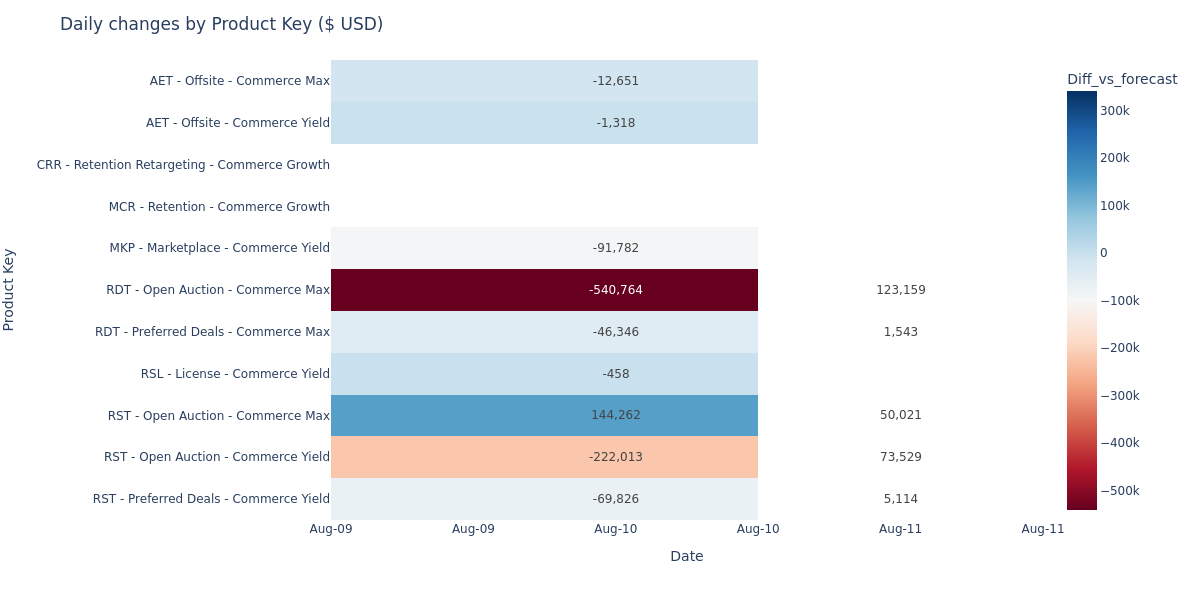 Daily changes by Product Key ($ USD)
Diff_vs_forecast
Product Key
AET - Offsite - Commerce Max -12,651
AET - Offsite - Commerce Yield -1,318
CRR - Retention Retargeting - Commerce Growth
MCR - Retention - Commerce Growth
MKP - Marketplace - Commerce Yield -91,782
RDT - Open Auction - Commerce Max -540,764 123,159
RDT - Preferred Deals - Commerce Max -46,346 1,543
RSL - License - Commerce Yield -458
RST - Open Auction - Commerce Max 144,262 50,021
RST - Open Auction - Commerce Yield -222,013 73,529
RST - Preferred Deals - Commerce Yield -69,826 5,114
Aug-09 Aug-09 Aug-10 Aug-10 Aug-11 Aug-11
Date
300k
200k
100k
0
−100k
−200k
−300k
−400k
−500k